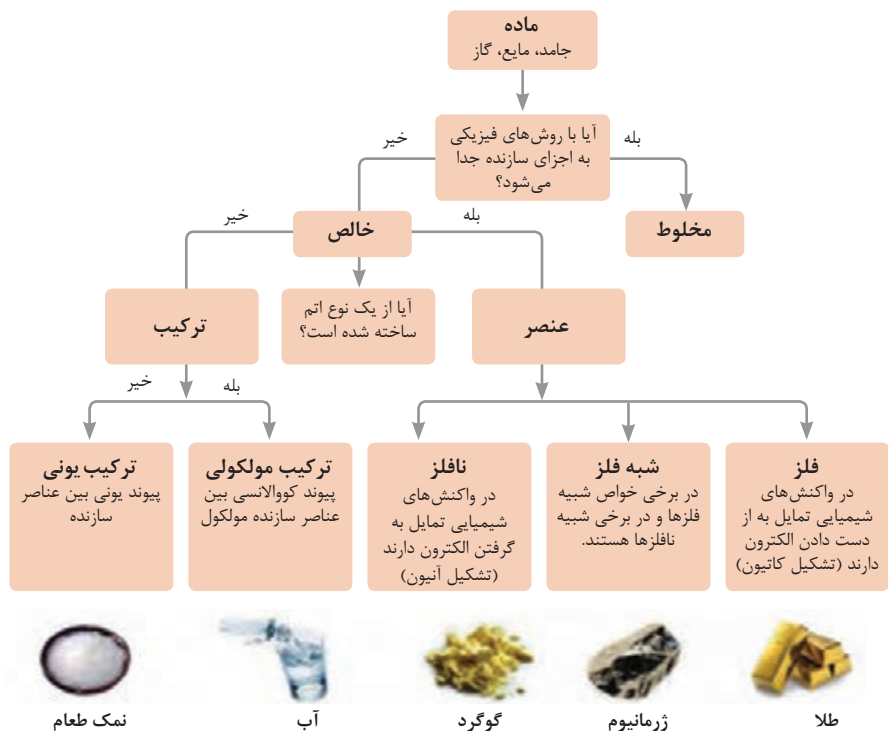 ماده
جامد، مایع، گاز
آیا با روش‌های فیزیکی
به اجزای سازنده جدا
می‌شود؟
بله
خیر
مخلوط
خالص
بله
خیر
آیا از یک نوع اتم
ساخته شده است؟
عنصر
ترکیب
بله
خیر
فلز
در واکنش‌های
شیمیایی تمایل به از
دست دادن الکترون
دارند (تشکیل کاتیون)
شبه فلز
در برخی خواص شبیه
فلزها و در برخی شبیه
نافلزها هستند.
نافلز
در واکنش‌های
شیمیایی تمایل به
گرفتن الکترون دارند
(تشکیل آنیون)
ترکیب مولکولی
پیوند کووالانسی بین
عناصر سازنده مولکول
ترکیب یونی
پیوند یونی بین عناصر
سازنده
طلا
ژرمانیوم
گوگرد
آب
نمک طعام